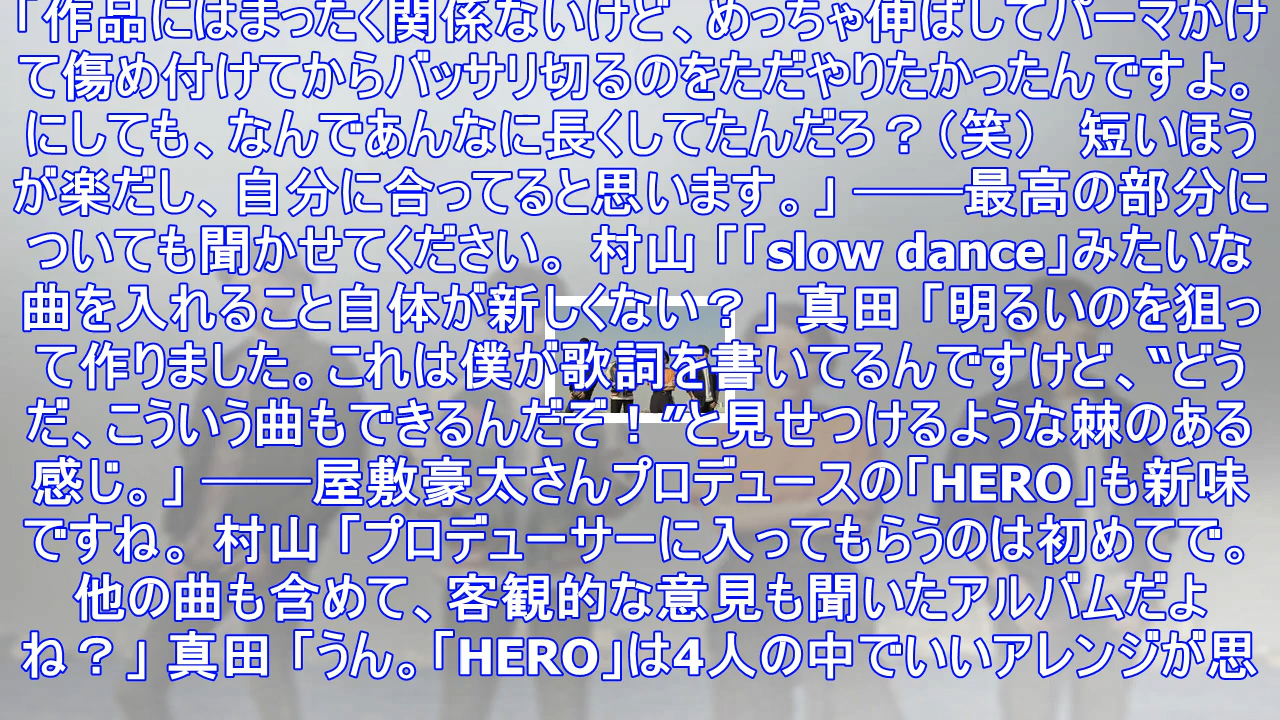 「作品にはまったく関係ないけど、めっちゃ伸ばしてパーマかけ
て傷め付けてからバッサリ切るのをただやりたかったんですよ。
にしても、なんであんなに長くしてたんだろ？（笑） 短いほう
が楽だし、自分に合ってると思います。」 ――最高の部分に
ついても聞かせてください。 村山 「「slow dance」みたいな
曲を入れること自体が新しくない？」 真田 「明るいのを狙っ
て作りました。これは僕が歌詞を書いてるんですけど、〝どう
だ、こういう曲もできるんだぞ！〞と見せつけるような棘のある
感じ。」 ――屋敷豪太さんプロデュースの「HERO」も新味
ですね。 村山 「プロデューサーに入ってもらうのは初めてで。
他の曲も含めて、客観的な意見も聞いたアルバムだよ
ね？」 真田 「うん。「HERO」は4人の中でいいアレンジが思